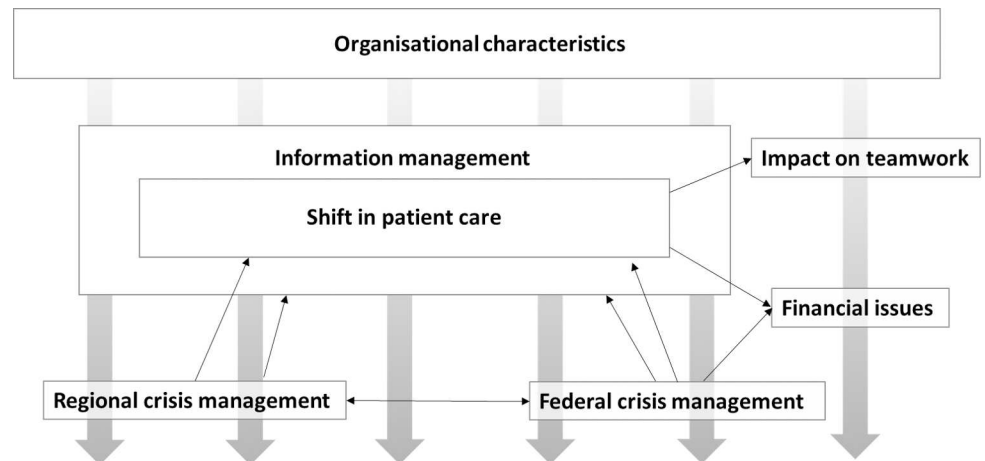 Organisational characteristics
Information management
Impact on teamwork
Shift in patient care
Financial issues
Regional crisis management
Federal crisis management